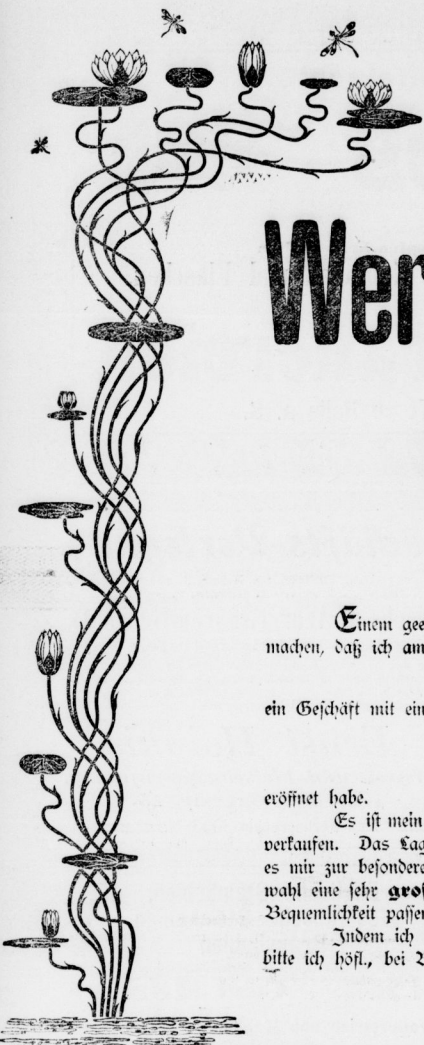 Wer
Einem gee
machen, daß ich am
ein Geschäft mit ein
eröffnet habe.
Es ist mein
verkaufen. Das Lag
es mir zur besondere
wahl eine sehr groß
Bequemlichkeit passen
Indem ich
bitte ich höfl., bei